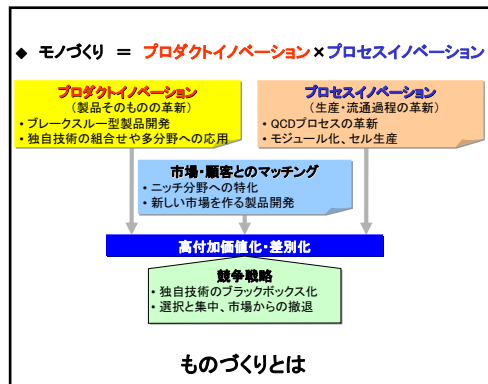 ◆ モノづくり ＝ プロダクトイノベーション×プロセスイノベーション
プロダクトイノベーション
（製品そのものの革新）
・ブレークスルー型製品開発
・独自技術の組合せや多分野への応用
プロセスイノベーション
（生産・流通過程の革新）
・QCDプロセスの革新
・モジュール化、セル生産
市場・顧客とのマッチング
・ニッチ分野への特化
・新しい市場を作る製品開発
高付加価値化・差別化
競争戦略
・独自技術のブラックボックス化
・選択と集中、市場からの撤退
ものづくりとは